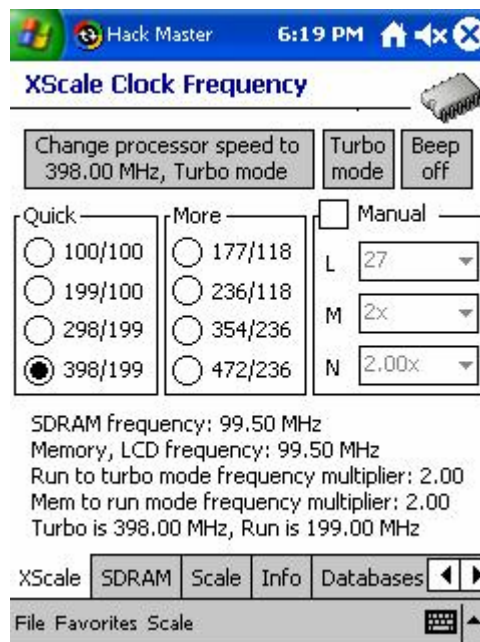 Hack Master 6:19 PM
XScale Clock Frequency
Change processor speed to
398.00 MHz, Turbo mode
Turbo
mode
Beep
off
Quick
100/100
199/100
298/199
398/199
More
177/118
236/118
354/236
472/236
Manual
L 27
M 2x
N 2.00x
SDRAM frequency: 99.50 MHz
Memory, LCD frequency: 99.50 MHz
Run to turbo mode frequency multiplier: 2.00
Mem to run mode frequency multiplier: 2.00
Turbo is 398.00 MHz, Run is 199.00 MHz
XScale SDRAM Scale Info Databases
File Favorites Scale